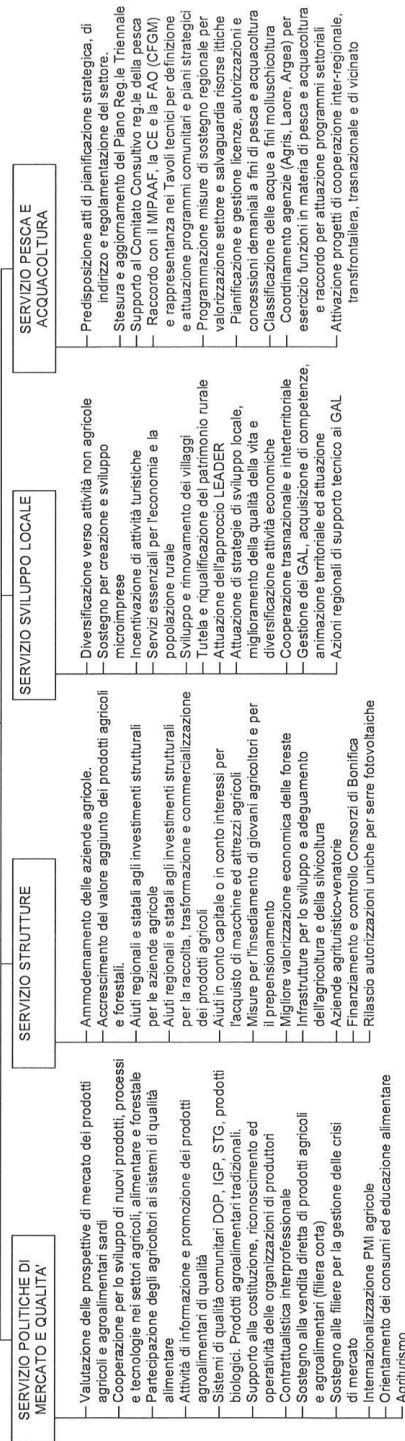 SERVIZIO POLITICHE DI
MERCATO E QUALITA'
Valutazione delle prospettive di mercato dei prodotti
agricoli e agroalimentari sardi
Cooperazione per lo sviluppo di nuovi prodotti, processi
e tecnologie nei settori agricoli, alimentare e forestale
Partecipazione degli agricoltori ai sistemi di qualità
alimentare
Attività di informazione e promozione dei prodotti
agroalimentari di qualità
Sistemi di qualità comunitari DOP, IGP, STG, prodotti
biologici. Prodotti agroalimentari tradizionali.
Supporto alla costituzione, riconoscimento ed
operatività delle organizzazioni di produttori
Contrattualistica interprofessionale
Sostegno alla vendita diretta di prodotti agricoli
e agroalimentari (filiera corta)
Sostegno alle filiere per la gestione delle crisi
di mercato
Internazionalizzazione PMI agricole
Orientamento dei consumi ed educazione alimentare
Agriturismo
SERVIZIO STRUTTURE
Ammodernamento delle aziende agricole.
Accrescimento del valore aggiunto dei prodotti agricoli
e forestali.
Aiuti regionali e statali agli investimenti strutturali
per le aziende agricole
Aiuti regionali e statali agli investimenti strutturali
per la raccolta, trasformazione e commercializzazione
dei prodotti agricoli
Aiuti in conto capitale o in conto interessi per
l'acquisto di macchine ed attrezzi agricoli
Misure per l'insediamento di giovani agricoltori e per
il prepensionamento
Migliore valorizzazione economica delle foreste
Infrastrutture per lo sviluppo e adeguamento
dell'agricoltura e della silvicoltura
Aziende agrituristico-venatorie
Finanziamento e controllo Consorzi di Bonifica
Rilascio autorizzazioni uniche per serre fotovoltaiche
SERVIZIO SVILUPPO LOCALE
Diversificazione verso attività non agricole
Sostegno per creazione e sviluppo
microimprese
Incentivazione di attività turistiche
Servizi essenziali per l'economia e la
popolazione rurale
Sviluppo e rinnovamento dei villaggi
Tutela e riqualificazione del patrimonio rurale
Attuazione dell'approccio LEADER
Attuazione di strategie di sviluppo locale,
miglioramento della qualità della vita e
diversificazione attività economiche
Cooperazione trasnazionale e interterritoriale
Gestione dei GAL, acquisizione di competenze,
animazione territoriale ed attuazione
Azioni regionali di supporto tecnico ai GAL
SERVIZIO PESCA E
ACQUACOLTURA
Predisposizione atti di pianificazione strategica, di
indirizzo e regolamentazione del settore.
Stesura e aggiornamento del Piano Reg.le Triennale
Supporto al Comitato Consultivo reg.le della pesca
Raccordo con il MIPAAF, la CE e la FAO (CFGM)
e rappresentanza nei Tavoli tecnici per definizione
e attuazione programmi comunitari e piani strategici
Programmazione misure di sostegno regionale per
valorizzazione settore e salvaguardia risorse ittiche
Pianificazione e gestione licenze, autorizzazioni e
concessioni demaniali a fini di pesca e acquacoltura
Classificazione delle acque a fini molluschicoltura
Coordinamento agenzie (Agris, Laore, Argea) per
esercizio funzioni in materia di pesca e acquacoltura
e raccordo per attuazione programmi settoriali
Attivazione progetti di cooperazione inter-regionale,
transfrontaliera, trasnazionale e di vicinato